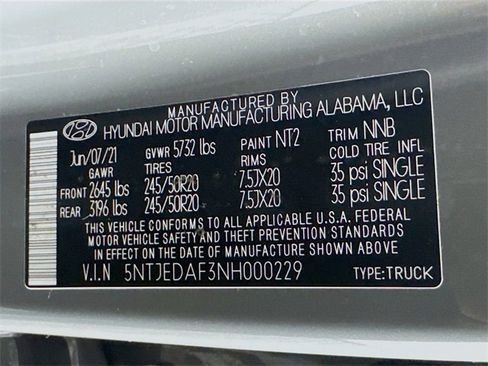 MANUFACTURED BY
HYUNDAI MOTOR MANUFACTURING ALABAMA, LLC
Jun/07/21 GVWR 5732 lbs PAINT NT2 TRIM NNB
GAWR TIRES RIMS COLD TIRE INFL
FRONT 2645 lbs 245/50R20 7.5JX20 35 psi SINGLE
REAR 3196 lbs 245/50R20 7.5JX20 35 psi SINGLE
THIS VEHICLE CONFORMS TO ALL APPLICABLE U.S.A. FEDERAL
MOTOR VEHICLE SAFETY AND THEFT PREVENTION STANDARDS
IN EFFECT ON THE DATE OF MANUFACTURE SHOWN ABOVE.
V.I.N 5NTJEDAF3NH000229 TYPE:TRUCK